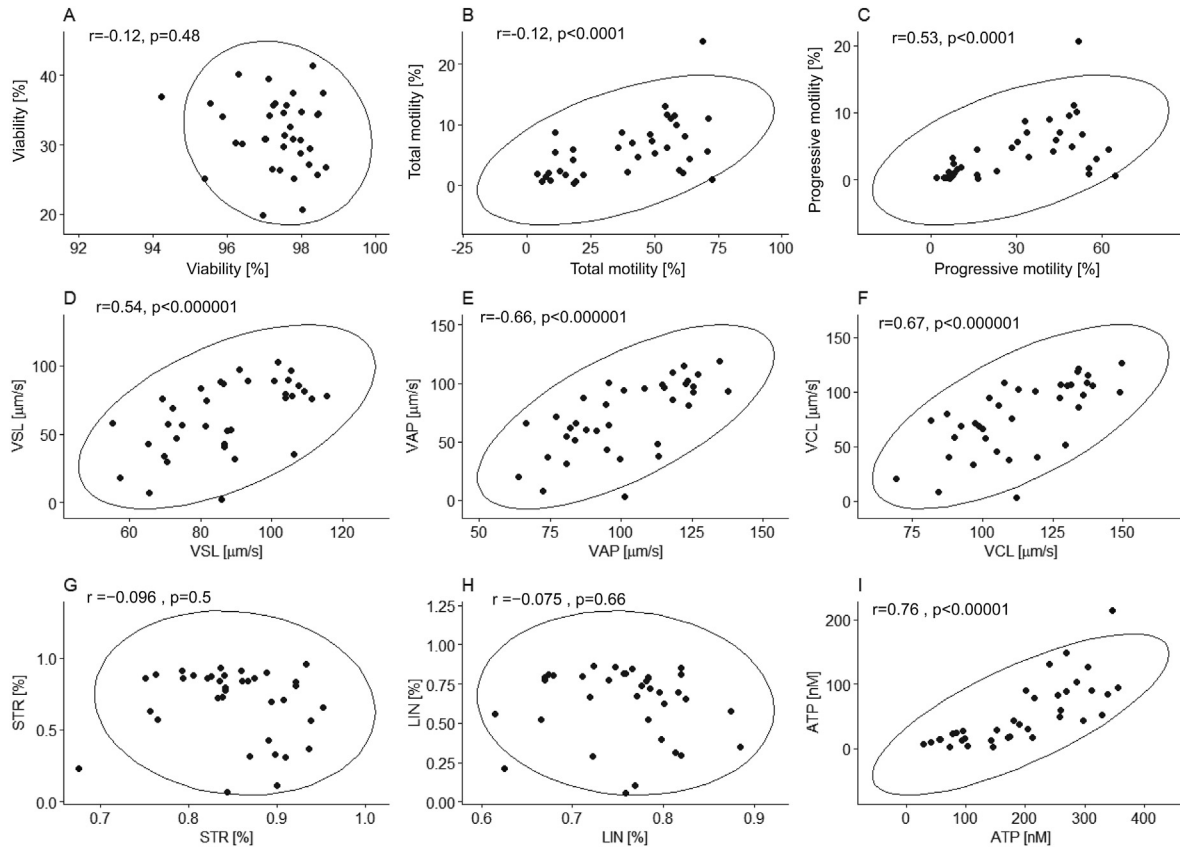 A
r=-0.12, p=0.48
Viability [%]
40
30
20
92
94
96
98
100
Viability [%]
B
r=-0.12, p<0.0001
Total motility [%]
20
10
0
-25
0
25
50
75
100
Total motility [%]
C
r=0.53, p<0.0001
Progressive motility [%]
20
10
0
0
30
60
Progressive motility [%]
D
r=0.54, p<0.000001
VSL [µm/s]
100
50
0
60
80
100
120
VSL [µm/s]
E
r=-0.66, p<0.000001
VAP [µm/s]
150
100
50
0
50
75
100
125
150
VAP [µm/s]
F
r=0.67, p<0.000001
VCL [µm/s]
150
100
50
0
75
100
125
150
VCL [µm/s]
G
r =−0.096 , p=0.5
STR [%]
1.0
0.5
0.0
0.7
0.8
0.9
1.0
STR [%]
H
r =−0.075 , p=0.66
LIN [%]
1.25
1.00
0.75
0.50
0.25
0.00
0.6
0.7
0.8
0.9
LIN [%]
I
r=0.76 , p<0.00001
ATP [nM]
200
100
0
0
100
200
300
400
ATP [nM]